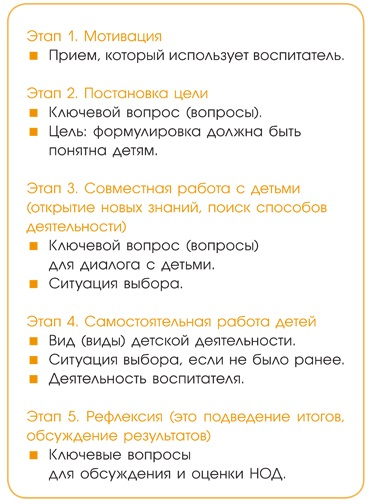 Этап 1. Мотивация
Прием, который использует воспитатель.
Этап 2. Постановка цели
Ключевой вопрос (вопросы).
Цель: формулировка должна быть
понятна детям.
Этап 3. Совместная работа с детьми
(открытие новых знаний, поиск способов
деятельности)
Ключевой вопрос (вопросы)
для диалога с детьми.
Ситуация выбора.
Этап 4. Самостоятельная работа детей
Вид (виды) детской деятельности.
Ситуация выбора, если не было ранее.
Деятельность воспитателя.
Этап 5. Рефлексия (это подведение итогов,
обсуждение результатов)
Ключевые вопросы
для обсуждения и оценки НОД.